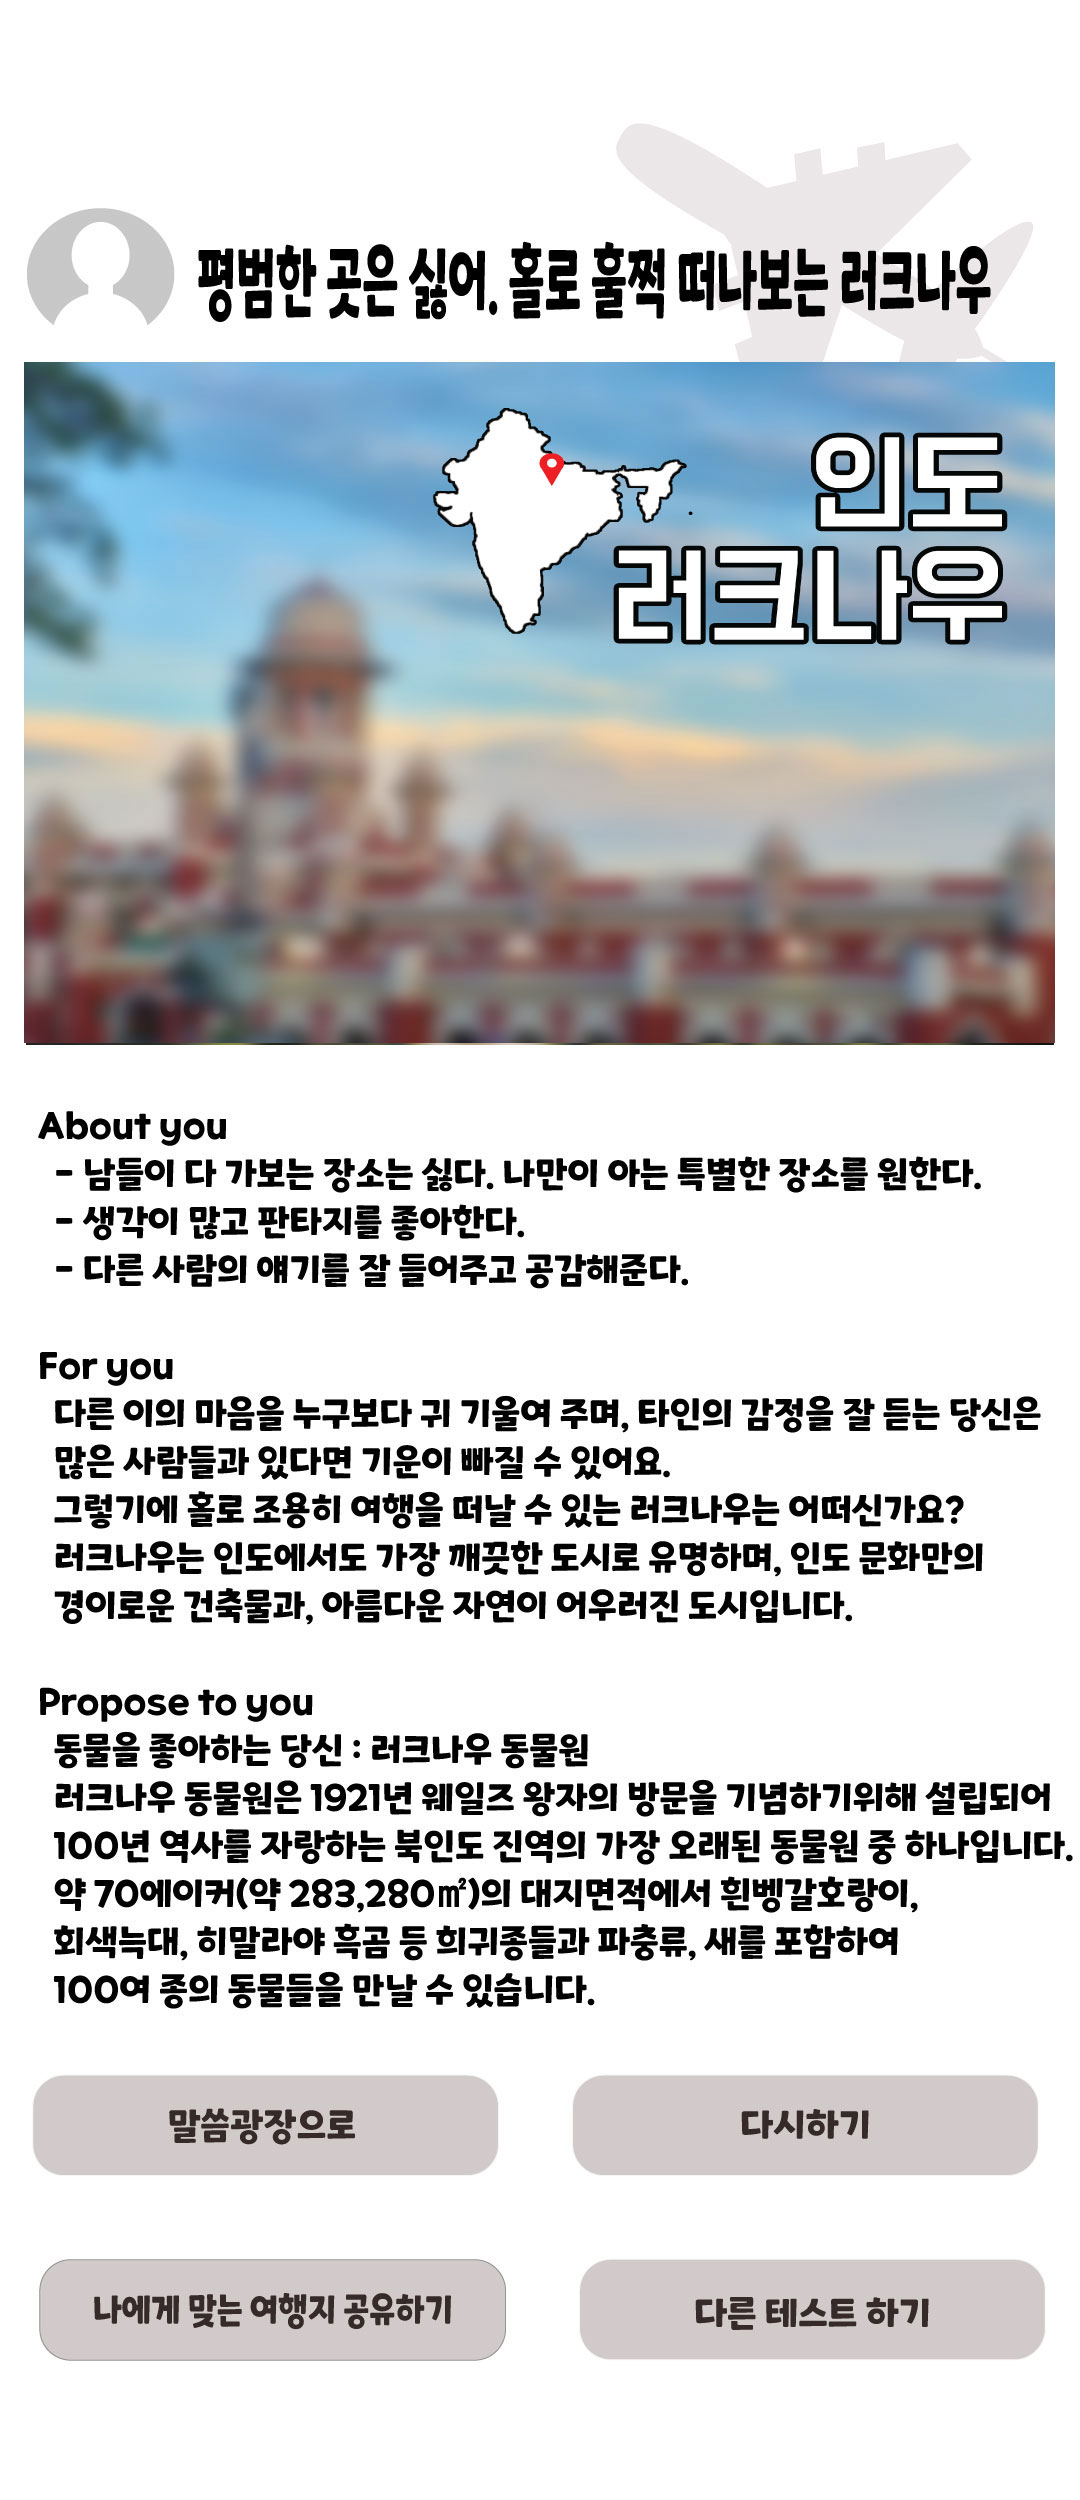 평범한 곳은 싫어. 홀로 훌쩍 떠나보는 러크나우
인도
러크나우
About you
- 남들이 다 가보는 장소는 싫다. 나만이 아는 특별한 장소를 원한다.
- 생각이 많고 판타지를 좋아한다.
- 다른 사람의 얘기를 잘 들어주고 공감해준다.
For you
다른 이의 마음을 누구보다 귀 기울여 주며, 타인의 감정을 잘 듣는 당신은
많은 사람들과 있다면 기운이 빠질 수 있어요.
그렇기에 홀로 조용히 여행을 떠날 수 있는 러크나우는 어떠신가요?
러크나우는 인도에서도 가장 깨끗한 도시로 유명하며, 인도 문화만의
경이로운 건축물과, 아름다운 자연이 어우러진 도시입니다.
Propose to you
동물을 좋아하는 당신 : 러크나우 동물원
러크나우 동물원은 1921년 웨일즈 왕자의 방문을 기념하기위해 설립되어
100년 역사를 자랑하는 북인도 진역의 가장 오래된 동물원 중 하나입니다.
약 70에이커(약 283,280㎡)의 대지면적에서 흰벵갈호랑이,
회색늑대, 히말라야 흑곰 등 희귀종들과 파충류, 새를 포함하여
100여 종의 동물들을 만날 수 있습니다.
말씀광장으로
다시하기
나에게 맞는 여행지 공유하기
다른 테스트 하기